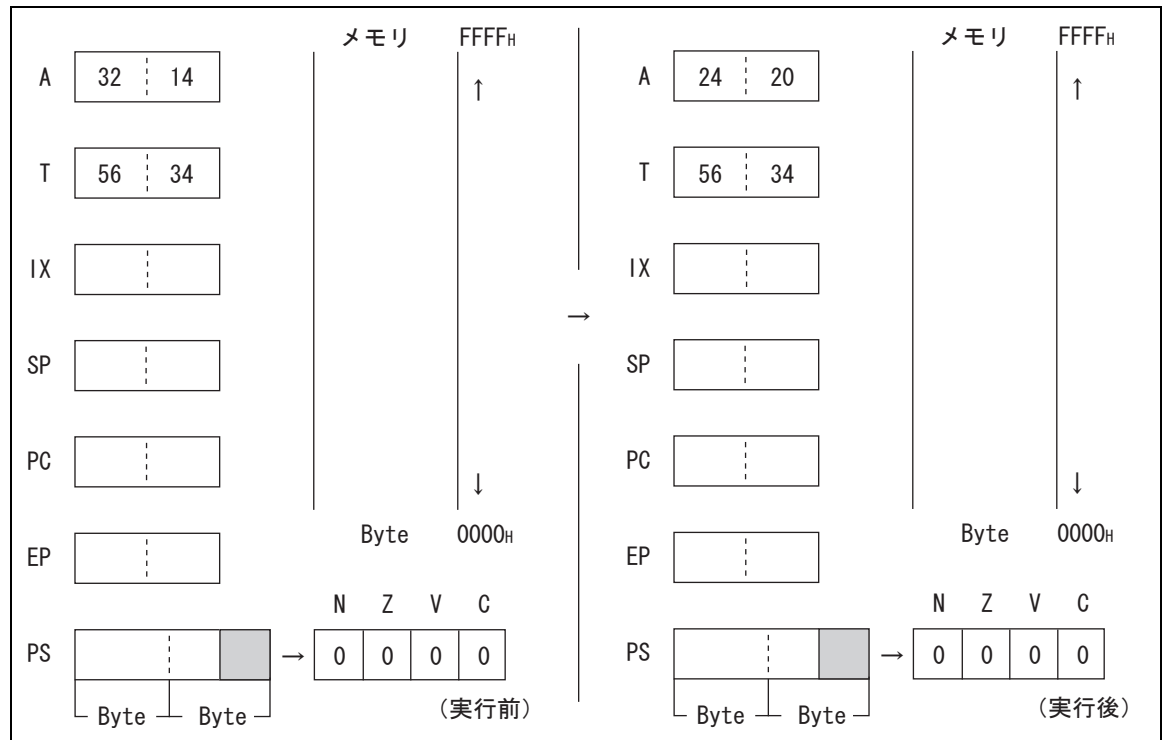 メモリ FFFFH
A 32 14
↑
T 56 34
IX
SP
PC
↓
Byte 0000H
EP
N Z V C
PS → 0 0 0 0
Byte Byte
(実行前)
→
メモリ FFFFH
A 24 20
↑
T 56 34
IX
SP
PC
↓
Byte 0000H
EP
N Z V C
PS → 0 0 0 0
Byte Byte
(実行後)